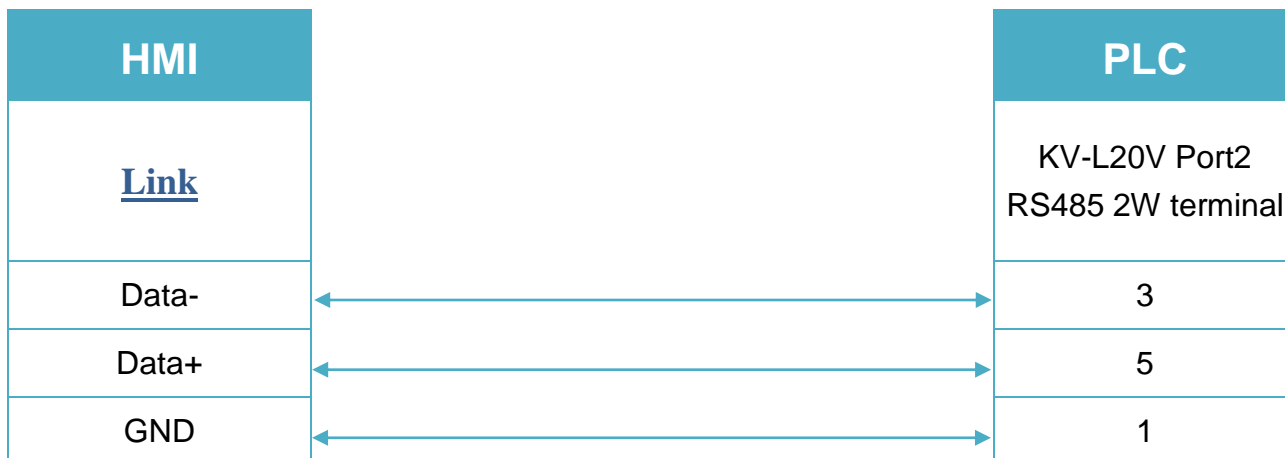 HMI
PLC
Link
KV-L20V Port2
RS485 2W terminal
Data-
3
Data+
5
GND
1